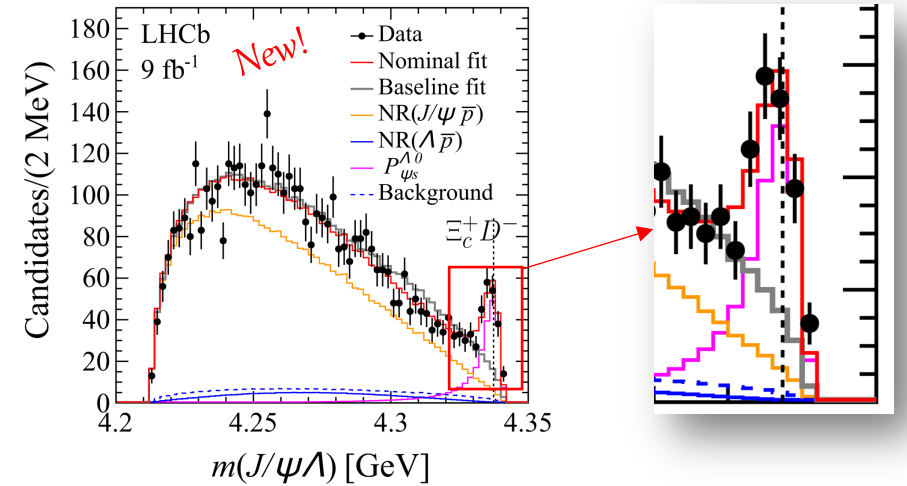 LHCb
9 fb⁻¹
New!
Data
Nominal fit
Baseline fit
NR(J/ψ p̅)
NR(Λ p̅)
P_ψs^Λ 0
Background
Ξc⁺D⁻
Candidates/(2 MeV)
180
160
140
120
100
80
60
40
20
0
4.2
4.25
4.3
4.35
m(J/ψΛ) [GeV]